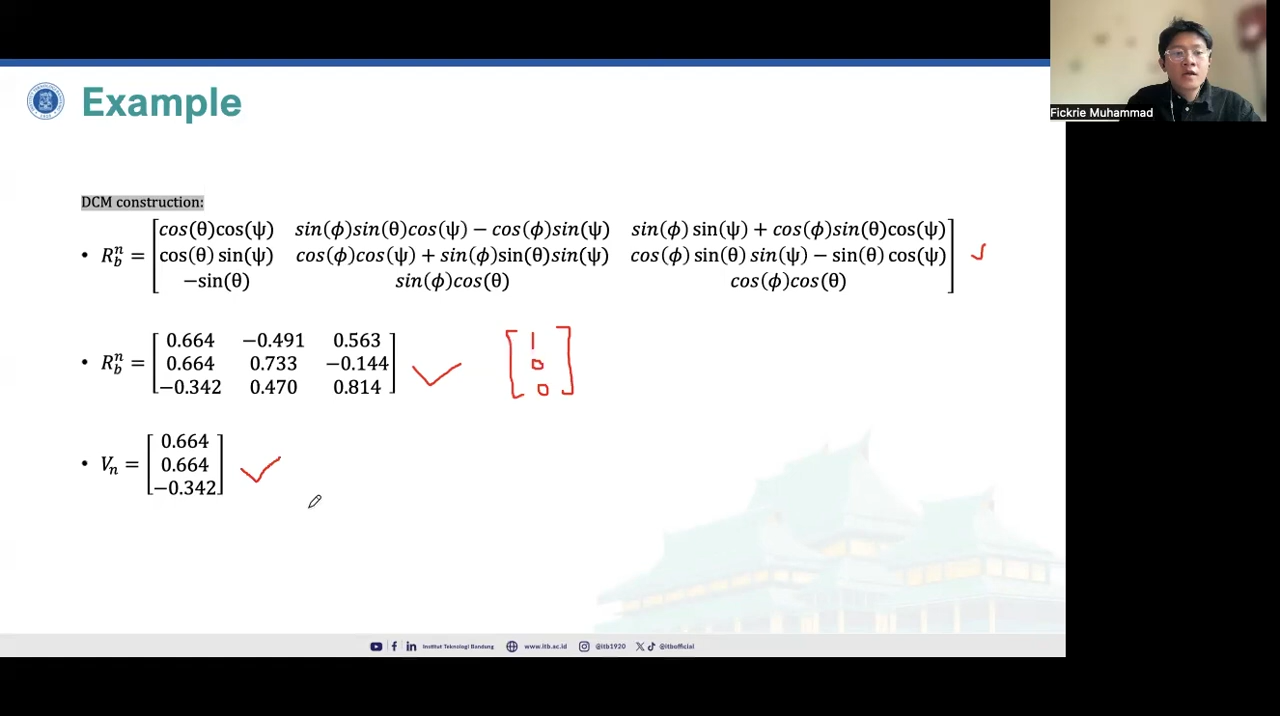 Fickrie Muhammad
Example
DCM construction:
• R_b^n = [cos(θ)cos(ψ) sin(ϕ)sin(θ)cos(ψ) − cos(ϕ)sin(ψ) sin(ϕ) sin(ψ) + cos(ϕ)sin(θ)cos(ψ)
cos(θ) sin(ψ) cos(ϕ)cos(ψ) + sin(ϕ)sin(θ)sin(ψ) cos(ϕ) sin(θ) sin(ψ) − sin(θ) cos(ψ)
−sin(θ) sin(ϕ)cos(θ) cos(ϕ)cos(θ)]
• R_b^n = [0.664 −0.491 0.563
0.664 0.733 −0.144
−0.342 0.470 0.814]
[1
0
0]
• V_n = [0.664
0.664
−0.342]
Institut Teknologi Bandung www.itb.ac.id @itb1920 @itbofficial